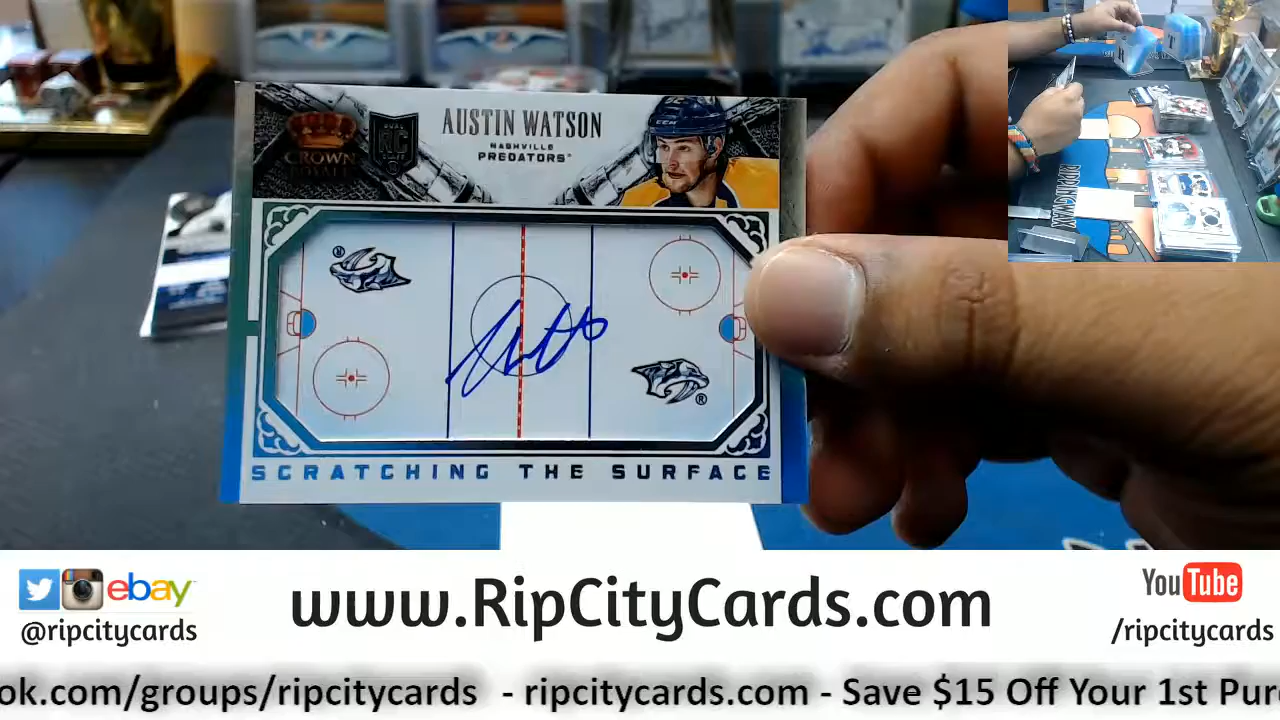 AUSTIN WATSON
NASHVILLE
PREDATORS
CROWN
ROYALE
RC
SCRATCHING THE SURFACE
®
®
ebay
@ripcitycards
www.RipCityCards.com
YouTube
/ripcitycards
ok.com/groups/ripcitycards - ripcitycards.com - Save $15 Off Your 1st Pur